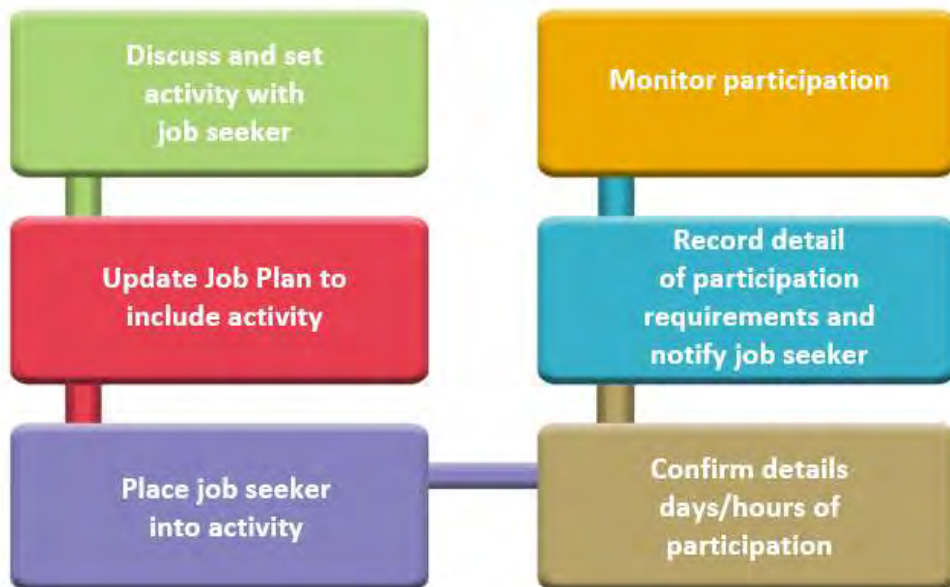 Discuss and set
activity with
job seeker
Update Job Plan to
include activity
Place job seeker
into activity
Confirm details
days/hours of
participation
Record detail
of participation
requirements and
notify job seeker
Monitor participation